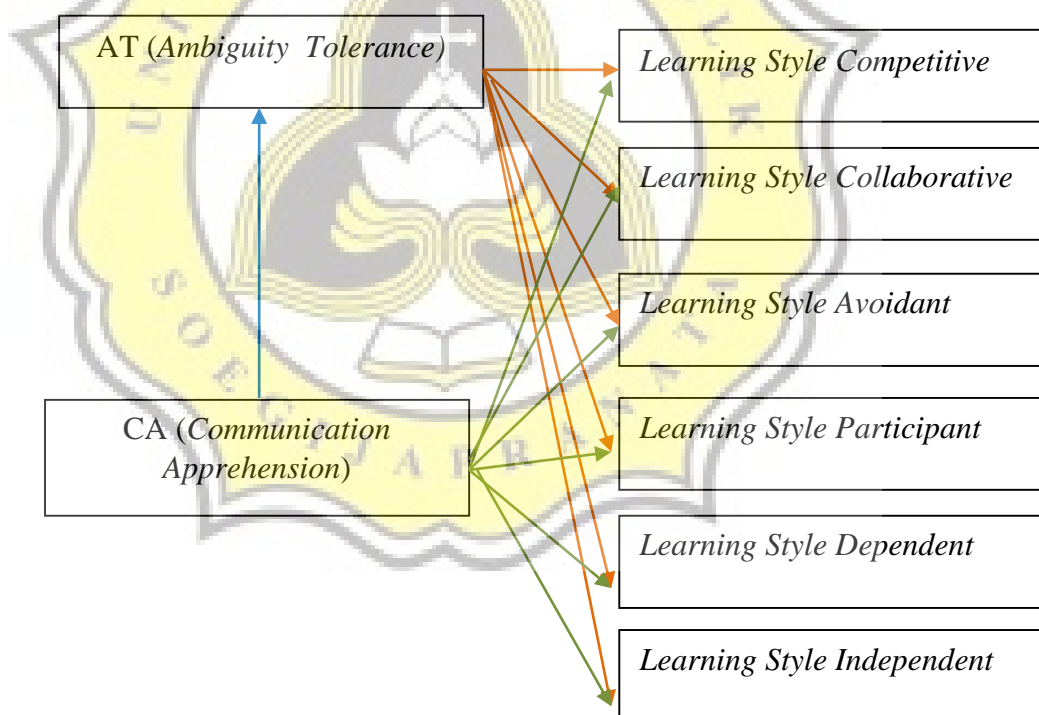 AT (Ambiguity Tolerance)
Learning Style Competitive
Learning Style Collaborative
Learning Style Avoidant
CA (Communication
Apprehension)
Learning Style Participant
Learning Style Dependent
Learning Style Independent
SOEGIJAPRANATA